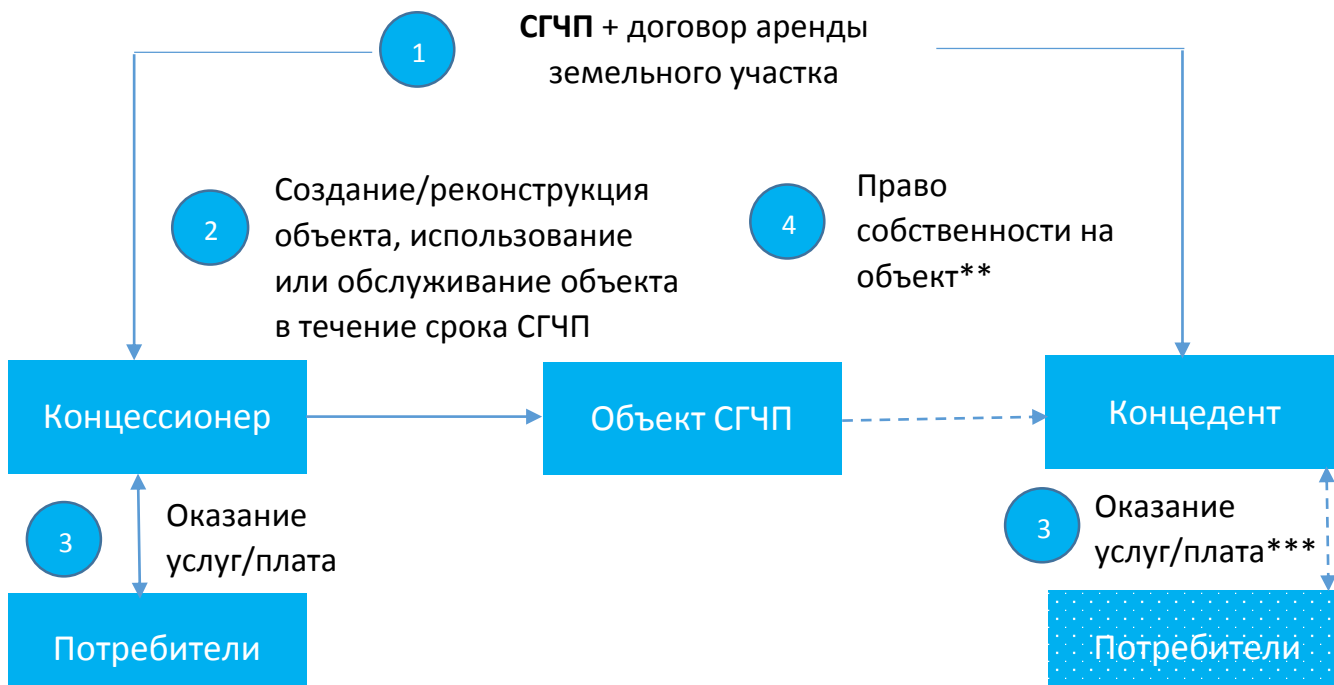 1
СГЧП + договор аренды
земельного участка
2
Создание/реконструкция
объекта, использование
или обслуживание объекта
в течение срока СГЧП
4
Право
собственности на
объект**
Концессионер
Объект СГЧП
Концедент
3
Оказание
услуг/плата
3
Оказание
услуг/плата***
Потребители
Потребители